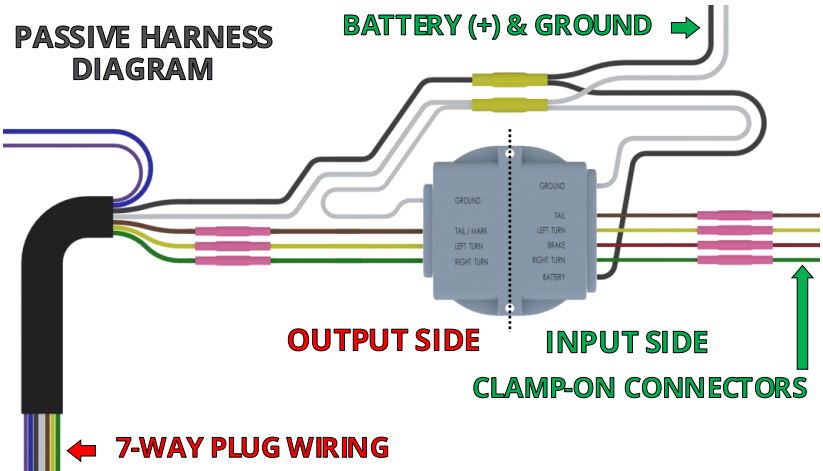 PASSIVE HARNESS
DIAGRAM
BATTERY (+) & GROUND
GROUND
TAIL / MARK
LEFT TURN
RIGHT TURN
GROUND
TAIL
LEFT TURN
BRAKE
RIGHT TURN
BATTERY
OUTPUT SIDE
INPUT SIDE
CLAMP-ON CONNECTORS
7-WAY PLUG WIRING